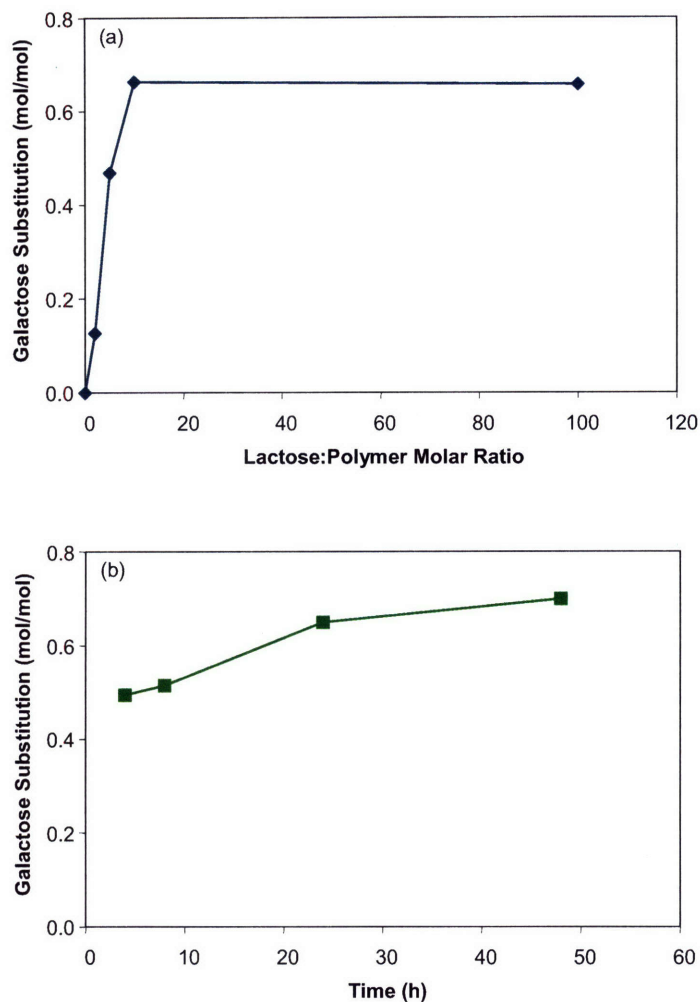 (a)
Galactose Substitution (mol/mol)
0.8
0.6
0.4
0.2
0.0
0 20 40 60 80 100 120
Lactose:Polymer Molar Ratio
(b)
Galactose Substitution (mol/mol)
0.8
0.6
0.4
0.2
0.0
0 10 20 30 40 50 60
Time (h)